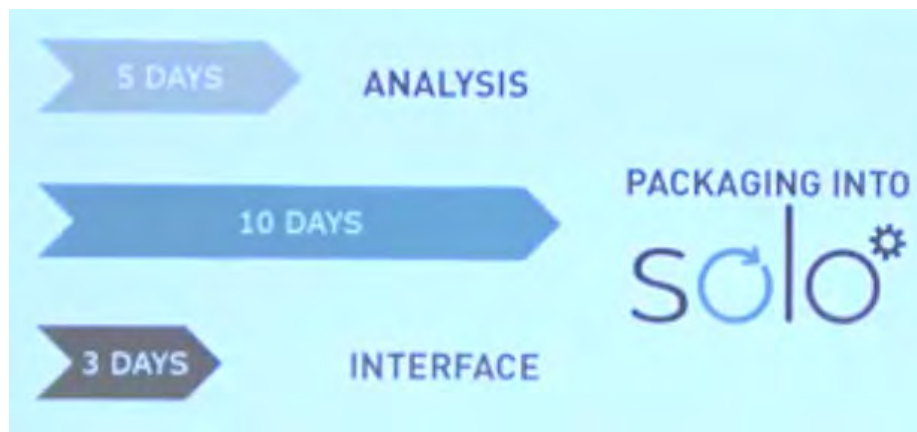 5 DAYS
ANALYSIS
10 DAYS
PACKAGING INTO
solo
3 DAYS
INTERFACE